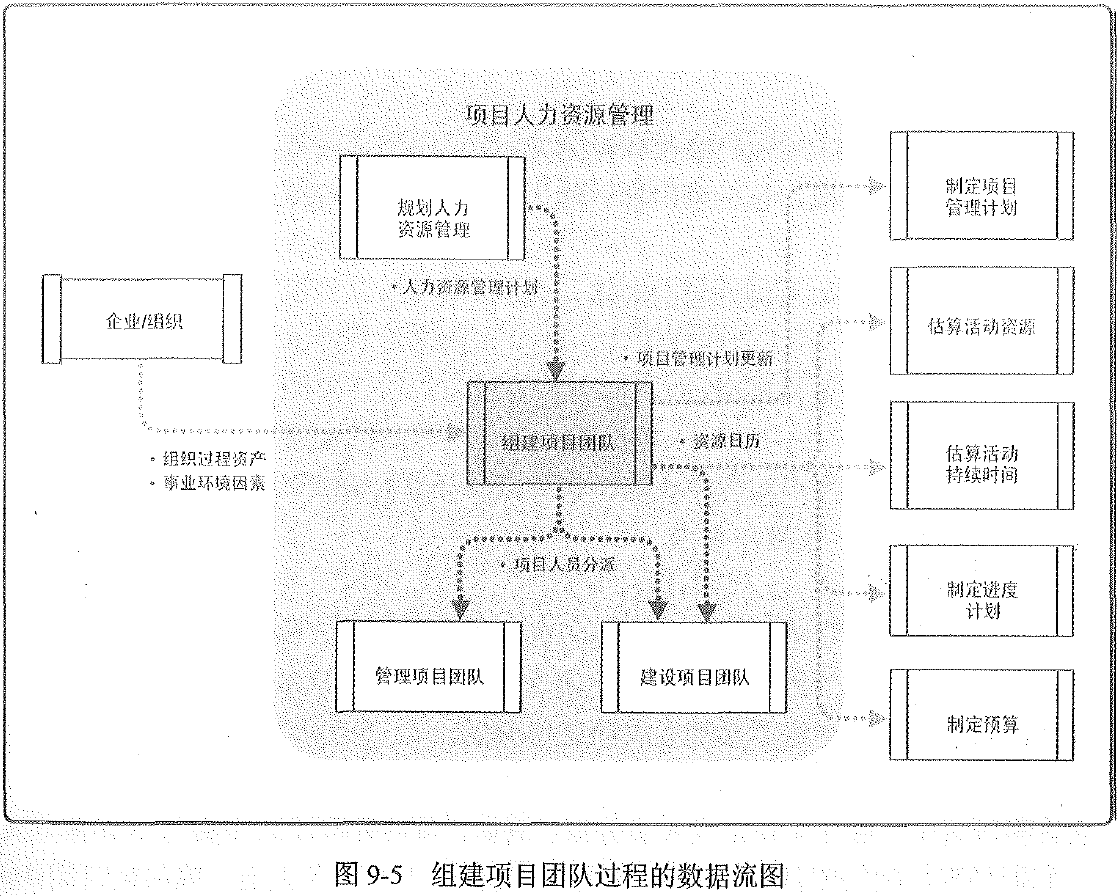 项目人力资源管理
规划人力
资源管理
• 人力资源管理计划
企业/组织
• 组织过程资产
• 事业环境因素
• 项目管理计划更新
组建项目团队
• 资源日历
• 项目人员分派
管理项目团队
建设项目团队
制定项目
管理计划
估算活动资源
估算活动
持续时间
制定进度
计划
制定预算
图 9-5 组建项目团队过程的数据流图